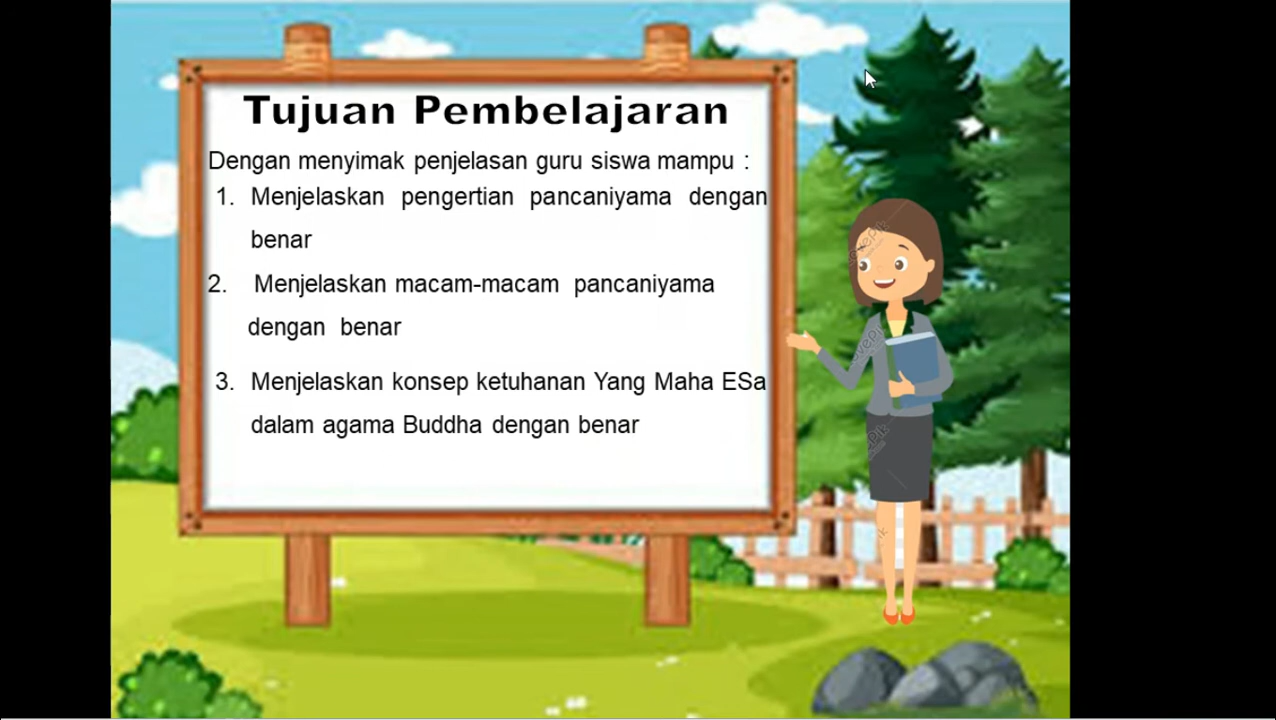 Tujuan Pembelajaran
Dengan menyimak penjelasan guru siswa mampu :
1. Menjelaskan pengertian pancaniyama dengan
benar
2. Menjelaskan macam-macam pancaniyama
dengan benar
3. Menjelaskan konsep ketuhanan Yang Maha ESa
dalam agama Buddha dengan benar